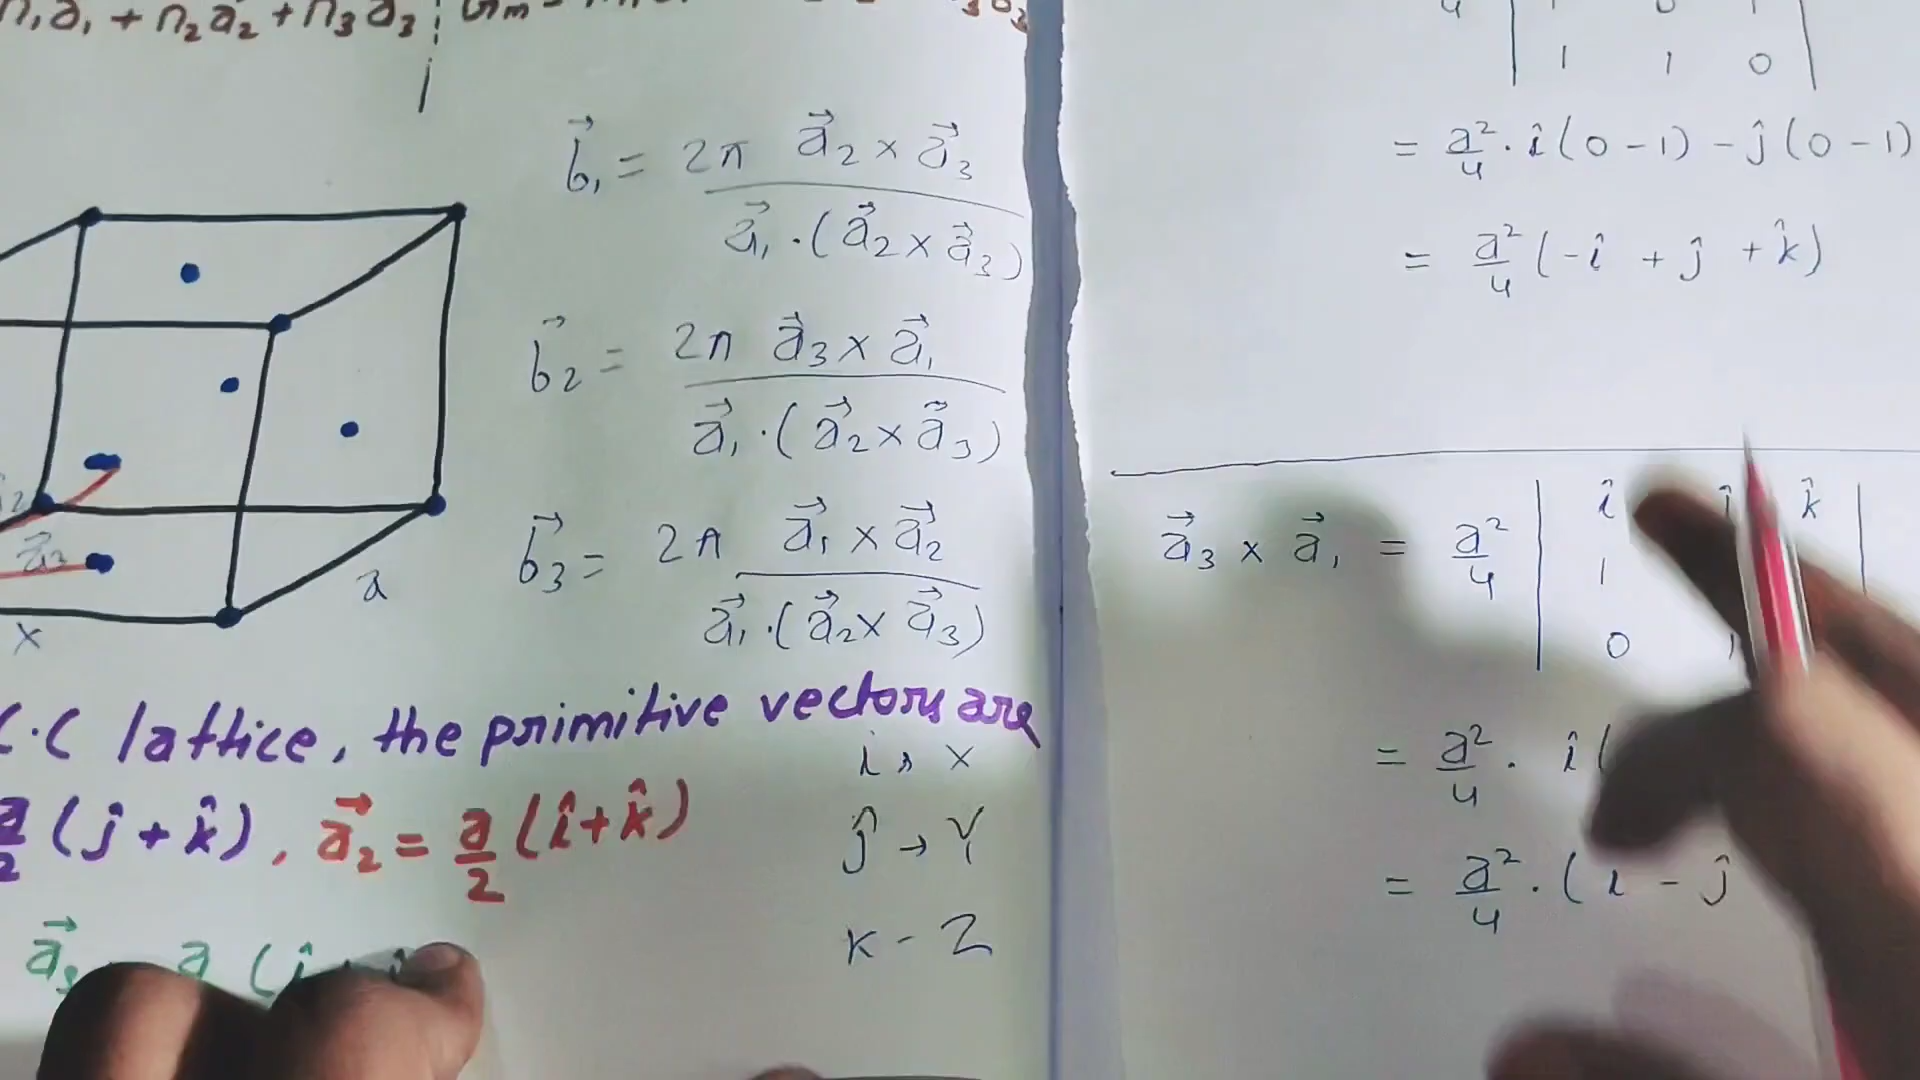 n₁a₁ + n₂a₂ + n₃a₃
x
a
b⃗₁ = 2π a⃗₂ × a⃗₃
a⃗₁ · (a⃗₂ × a⃗₃)
b⃗₂ = 2π a⃗₃ × a⃗₁
a⃗₁ · (a⃗₂ × a⃗₃)
b⃗₃ = 2π a⃗₁ × a⃗₂
a⃗₁ · (a⃗₂ × a⃗₃)
C.C lattice, the primitive vectors are
a/2 (ĵ + k̂), a⃗₂ = a/2 (î + k̂)
i → x
ĵ → Y
k - Z
1 1 0
= a²/4 · î(0 - 1) - ĵ(0 - 1)
= a²/4 (-î + ĵ + k̂)
a⃗₃ × a⃗₁ = a²/4 | î ĵ k̂ |
1
0 1
= a²/4 · î(
= a²/4 · (î - ĵ